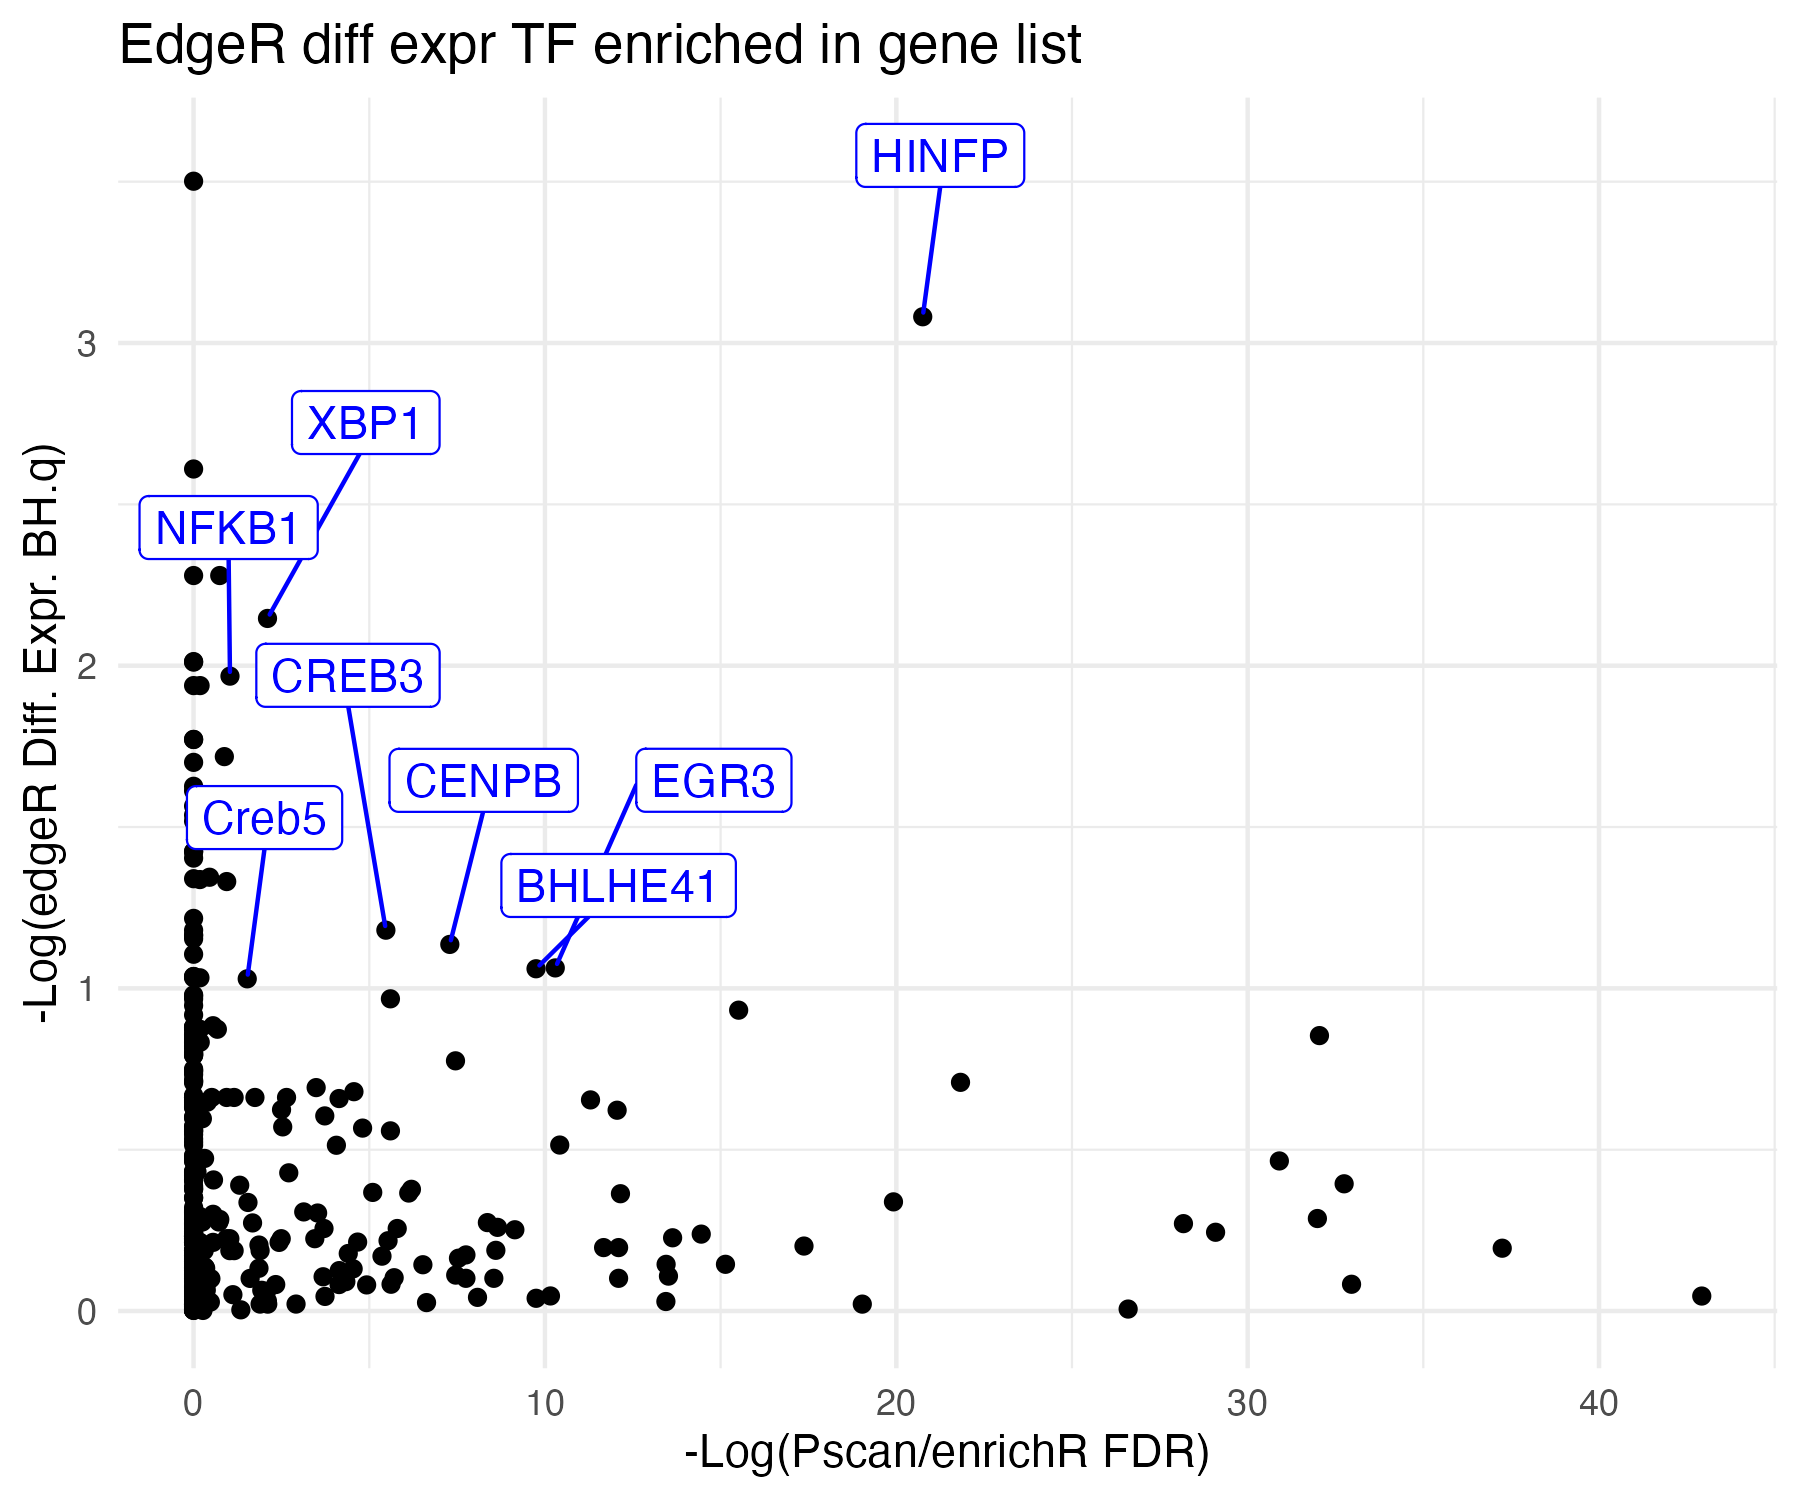 EdgeR diff expr TF enriched in gene list
HINFP
XBP1
NFKB1
CREB3
CENPB
EGR3
Creb5
BHLHE41
3
2
1
0
-Log(edgeR Diff. Expr. BH.q)
0 10 20 30 40
-Log(Pscan/enrichR FDR)